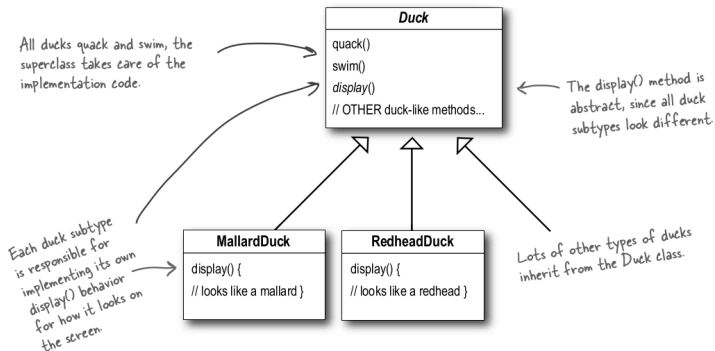 Duck
quack()
swim()
display()
// OTHER duck-like methods...
All ducks quack and swim, the
superclass takes care of the
implementation code.
The display() method is
abstract, since all duck
subtypes look different.
Each duck subtype
is responsible for
implementing its own
display() behavior
for how it looks on
the screen.
MallardDuck
display() {
// looks like a mallard }
RedheadDuck
display() {
// looks like a redhead }
Lots of other types of ducks
inherit from the Duck class.